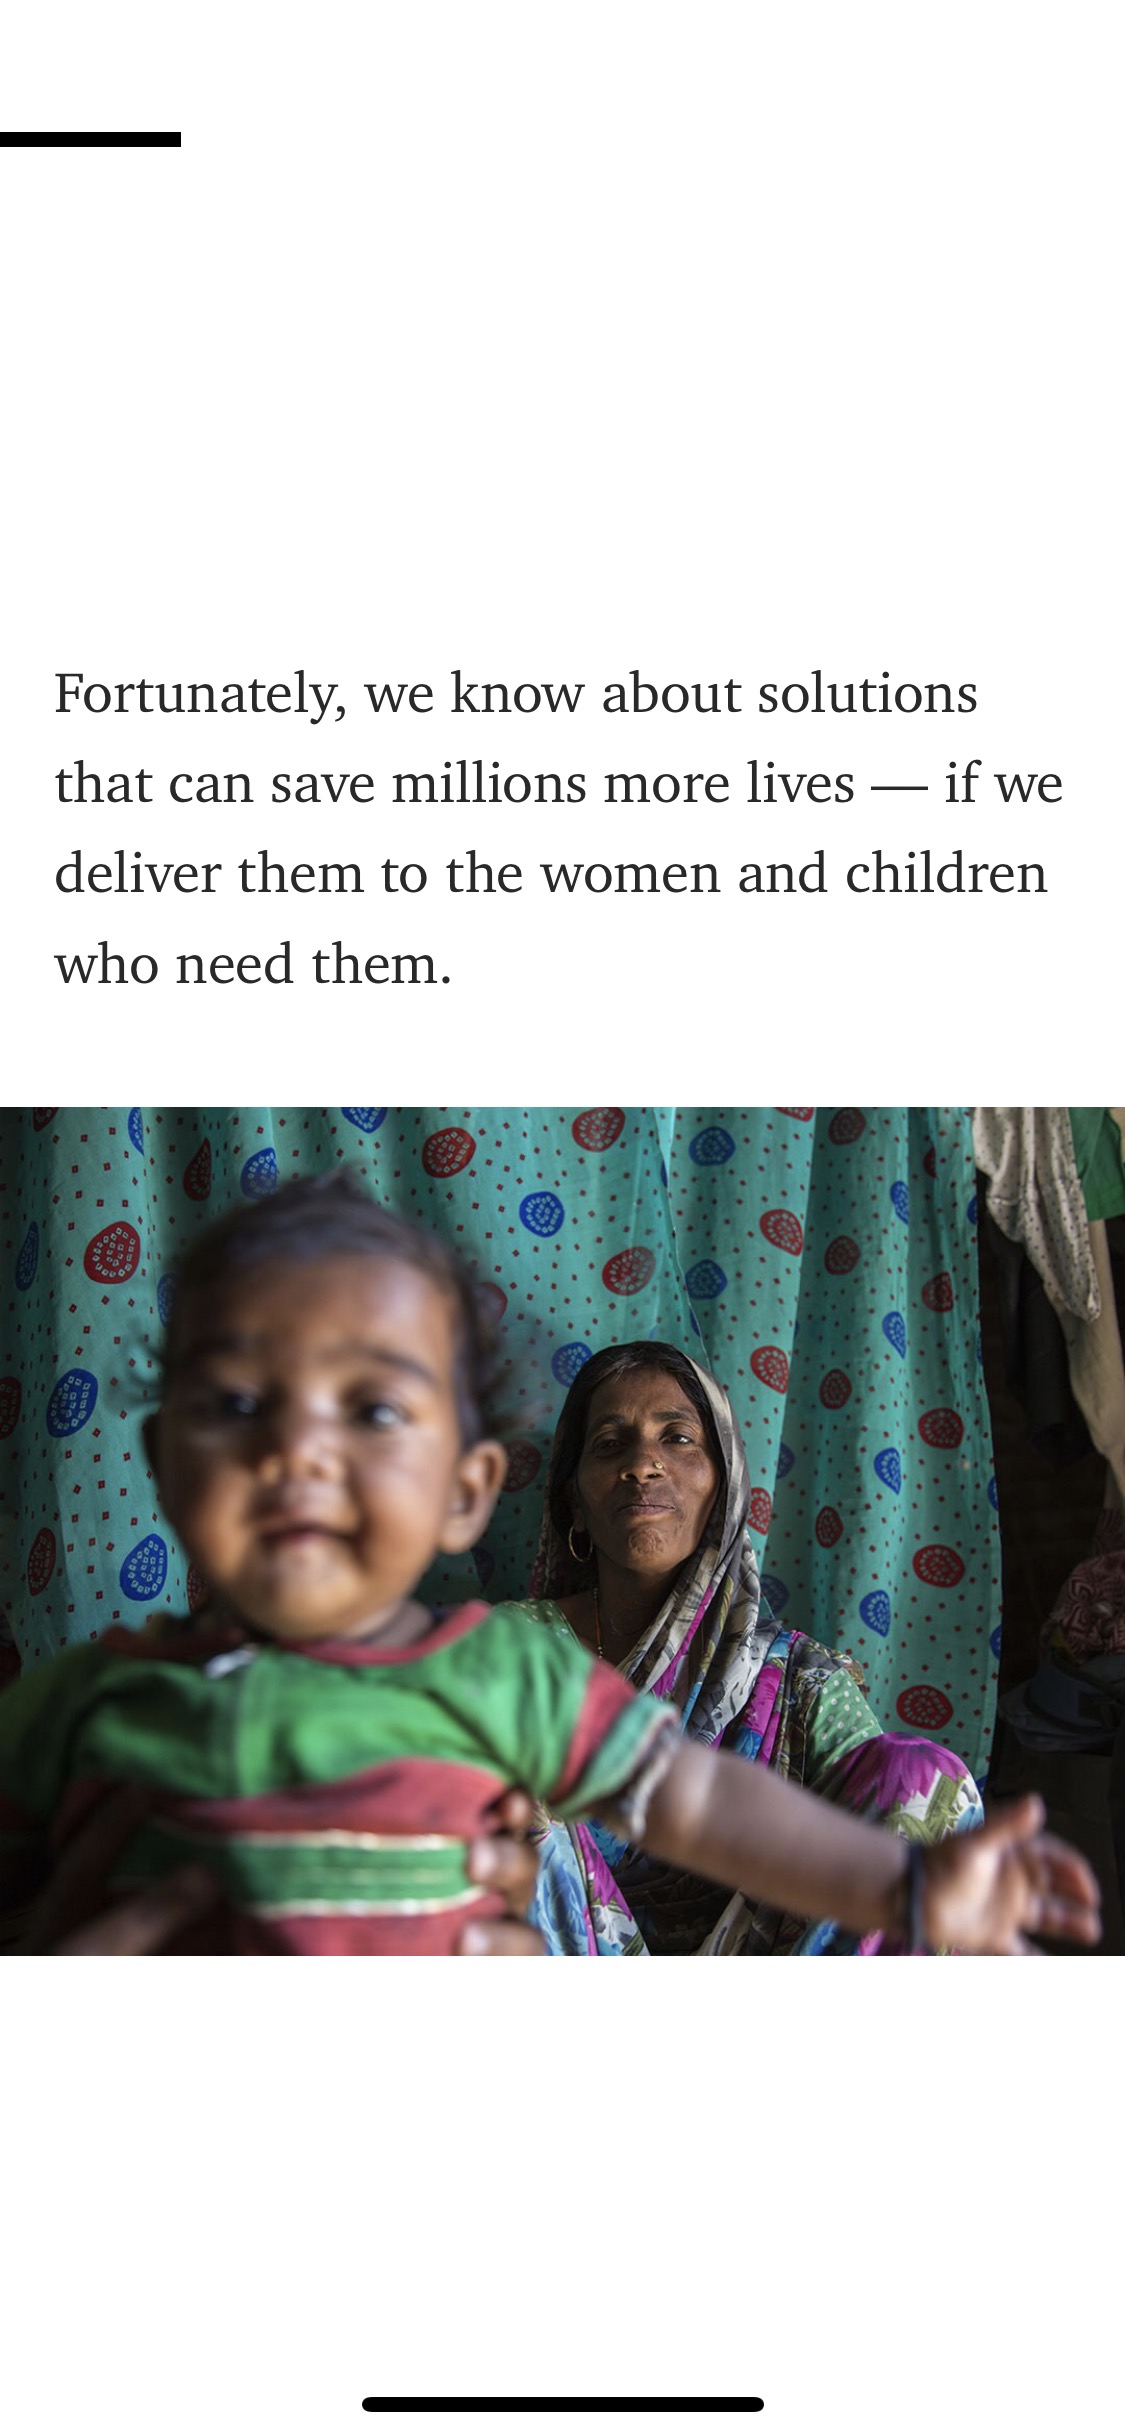 Fortunately, we know about solutions
that can save millions more lives — if we
deliver them to the women and children
who need them.